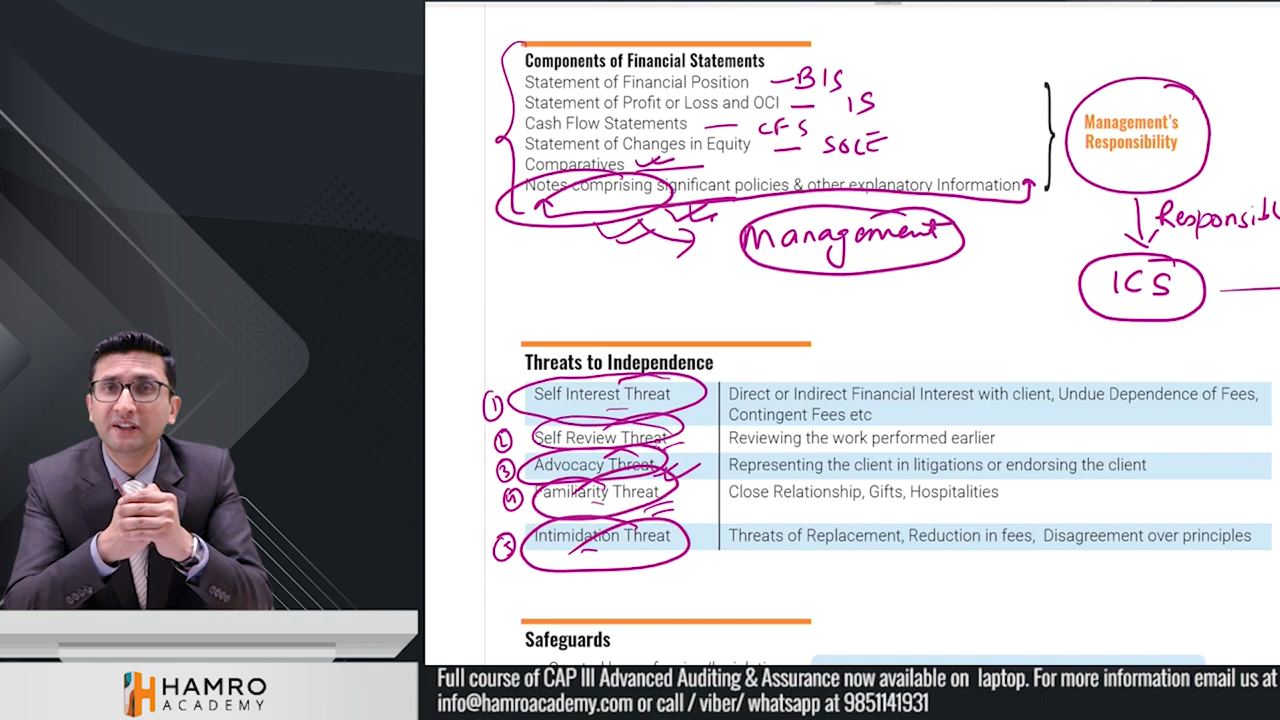 Components of Financial Statements
Statement of Financial Position — B/S
Statement of Profit or Loss and OCI — IS
Cash Flow Statements — CFS
Statement of Changes in Equity — SOCE
Comparatives
Notes comprising significant policies & other explanatory Information
Management
Management's
Responsibility
ICS
Threats to Independence
① Self Interest Threat Direct or Indirect Financial Interest with client, Undue Dependence of Fees,
Contingent Fees etc
② Self Review Threat Reviewing the work performed earlier
③ Advocacy Threat Representing the client in litigations or endorsing the client
④ Familiarity Threat Close Relationship, Gifts, Hospitalities
Intimidation Threat Threats of Replacement, Reduction in fees, Disagreement over principles
Safeguards
HAMRO
ACADEMY
Full course of CAP III Advanced Auditing & Assurance now available on laptop. For more information email us at
info@hamroacademy.com or call / viber/ whatsapp at 9851141931